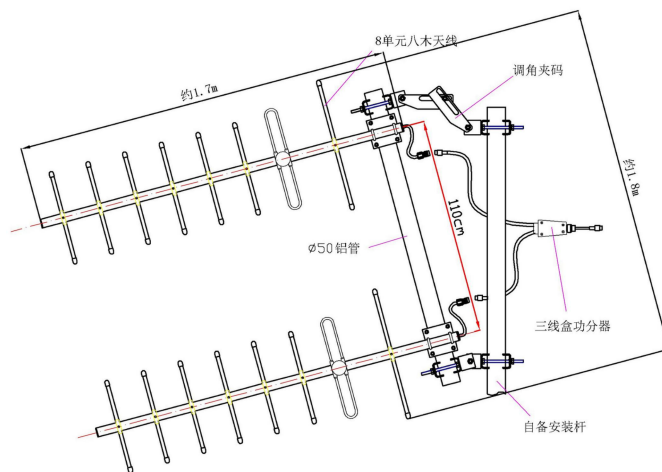 8单元八木天线
调角夹码
约1.7m
约1.8m
110cm
Ø50铝管
三线盒功分器
自备安装杆